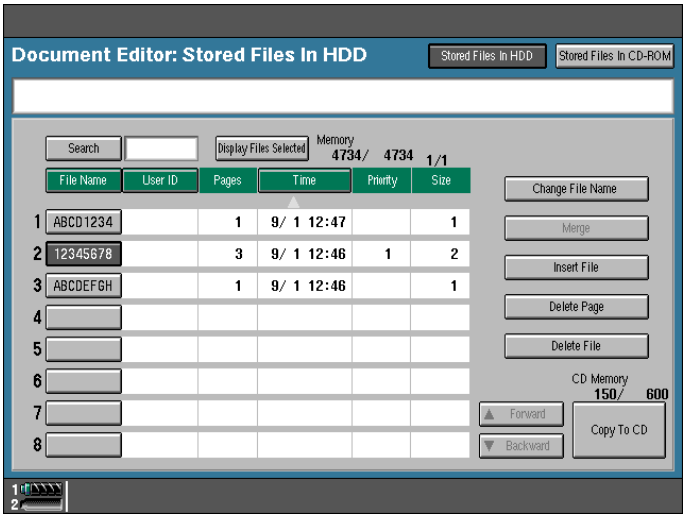 Document Editor: Stored Files In HDD
Stored Files In HDD
Stored Files In CD-ROM
Search
Display Files Selected
Memory
4734/ 4734
1/1
File Name User ID Pages Time Priority Size
1 ABCD1234 1 9/ 1 12:47 1
2 12345678 3 9/ 1 12:46 1 2
3 ABCDEFGH 1 9/ 1 12:46 1
4
5
6
7
8
Change File Name
Merge
Insert File
Delete Page
Delete File
CD Memory
150/ 600
Forward
Backward
Copy To CD
1
2